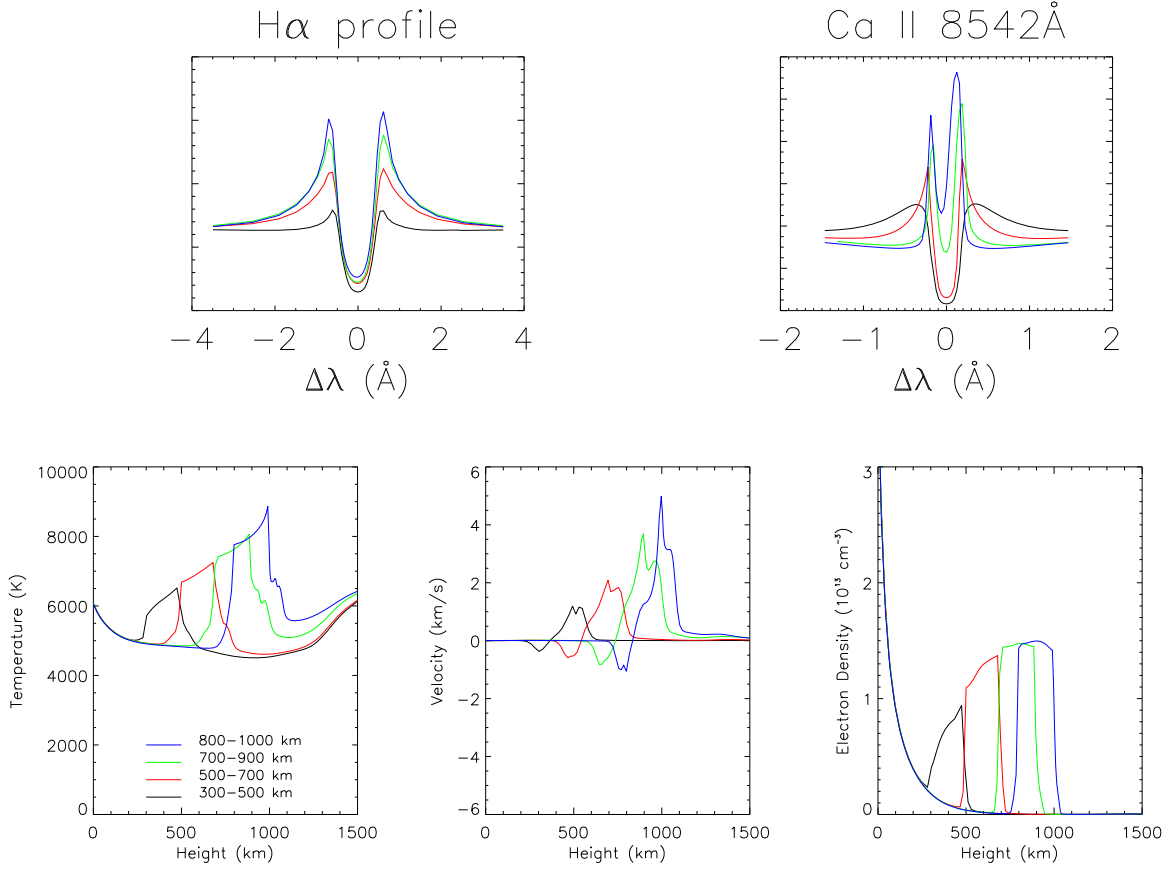 Hα profile
Ca II 8542Å
−4 −2 0 2 4
Δλ (Å)
−2 −1 0 1 2
Δλ (Å)
10000
8000
6000
4000
2000
0
Temperature (K)
800−1000 km
700−900 km
500−700 km
300−500 km
0 500 1000 1500
Height (km)
6
4
2
0
−2
−4
−6
Velocity (km/s)
0 500 1000 1500
Height (km)
3
2
1
0
Electron Density (10¹³ cm⁻³)
0 500 1000 1500
Height (km)